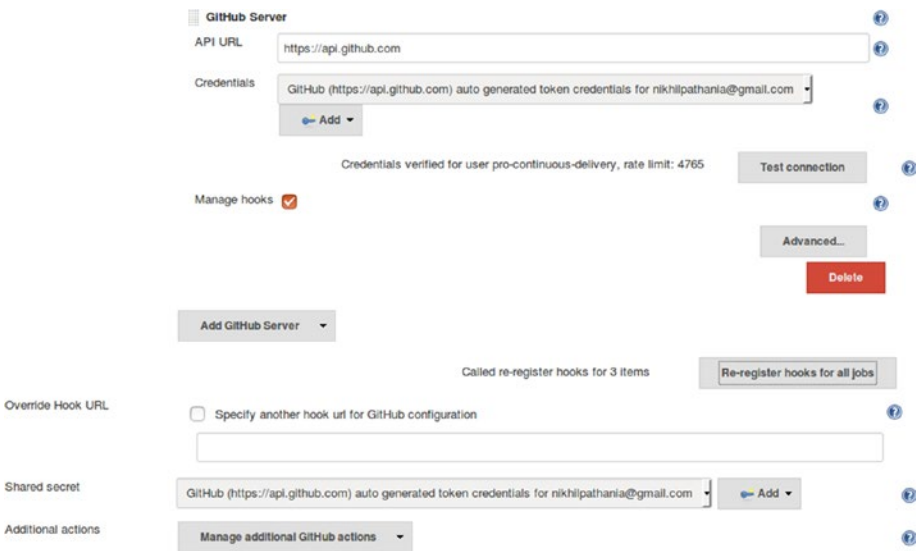 GitHub Server
API URL
https://api.github.com
Credentials
GitHub (https://api.github.com) auto generated token credentials for nikhilpathania@gmail.com
Add
Credentials verified for user pro-continuous-delivery, rate limit: 4765
Test connection
Manage hooks
Advanced...
Delete
Add GitHub Server
Called re-register hooks for 3 items
Re-register hooks for all jobs
Override Hook URL
Specify another hook url for GitHub configuration
Shared secret
GitHub (https://api.github.com) auto generated token credentials for nikhilpathania@gmail.com
Add
Additional actions
Manage additional GitHub actions